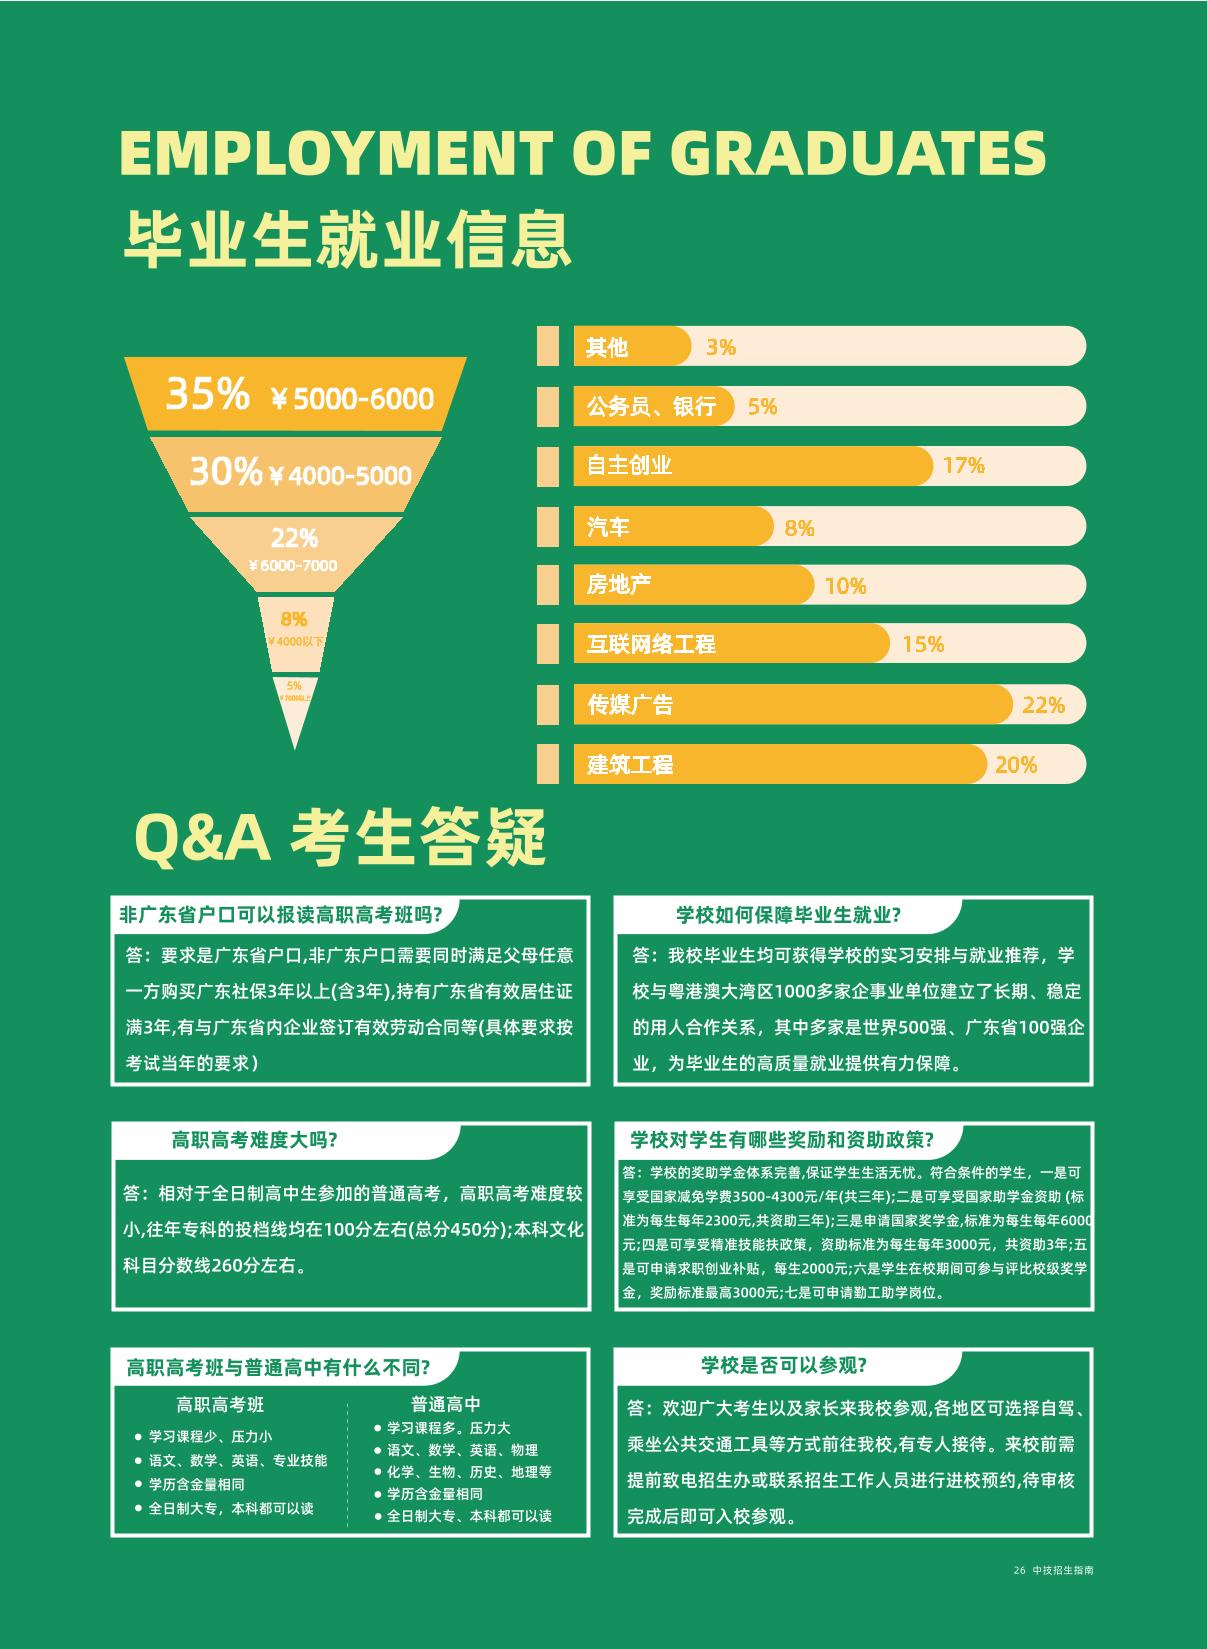 EMPLOYMENT OF GRADUATES
毕业生就业信息
35% ￥5000-6000
30%￥4000-5000
22%
￥6000-7000
8%
￥4000以下
5%
其他 3%
公务员、银行 5%
自主创业 17%
汽车 8%
房地产 10%
互联网络工程 15%
传媒广告 22%
建筑工程 20%
Q&A 考生答疑
非广东省户口可以报读高职高考班吗?
答：要求是广东省户口,非广东户口需要同时满足父母任意
一方购买广东社保3年以上(含3年),持有广东省有效居住证
满3年,有与广东省内企业签订有效劳动合同等(具体要求按
考试当年的要求）
学校如何保障毕业生就业?
答：我校毕业生均可获得学校的实习安排与就业推荐，学
校与粤港澳大湾区1000多家企事业单位建立了长期、稳定
的用人合作关系，其中多家是世界500强、广东省100强企
业，为毕业生的高质量就业提供有力保障。
高职高考难度大吗?
答：相对于全日制高中生参加的普通高考，高职高考难度较
小,往年专科的投档线均在100分左右(总分450分);本科文化
科目分数线260分左右。
学校对学生有哪些奖励和资助政策?
答：学校的奖助学金体系完善,保证学生生活无忧。符合条件的学生，一是可
享受国家减免学费3500-4300元/年(共三年);二是可享受国家助学金资助 (标
准为每生每年2300元,共资助三年);三是申请国家奖学金,标准为每生每年6000
元;四是可享受精准技能扶政策，资助标准为每生每年3000元，共资助3年;五
是可申请求职创业补贴，每生2000元;六是学生在校期间可参与评比校级奖学
金，奖励标准最高3000元;七是可申请勤工助学岗位。
高职高考班与普通高中有什么不同?
高职高考班
● 学习课程少、压力小
● 语文、数学、英语、专业技能
● 学历含金量相同
● 全日制大专，本科都可以读
普通高中
● 学习课程多。压力大
● 语文、数学、英语、物理
● 化学、生物、历史、地理等
● 学历含金量相同
● 全日制大专、本科都可以读
学校是否可以参观?
答：欢迎广大考生以及家长来我校参观,各地区可选择自驾、
乘坐公共交通工具等方式前往我校,有专人接待。来校前需
提前致电招生办或联系招生工作人员进行进校预约,待审核
完成后即可入校参观。
26 中技招生指南